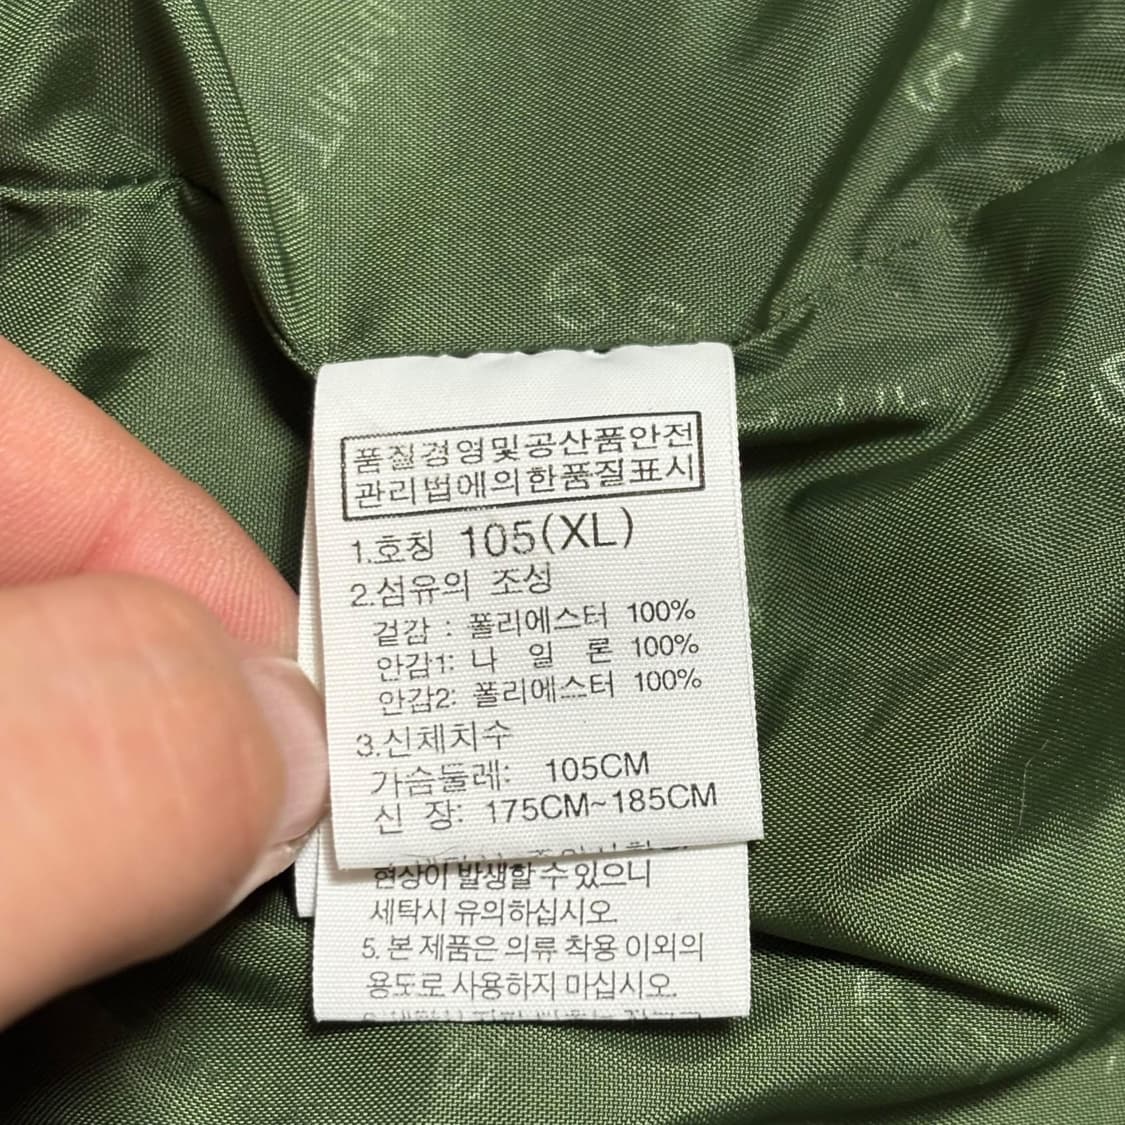 품질경영및공산품안전
관리법에의한품질표시
1.호칭 105(XL)
2.섬유의 조성
겉감 : 폴리에스터 100%
안감1: 나 일 론 100%
안감2: 폴리에스터 100%
3.신체치수
가슴둘레: 105CM
신 장: 175CM~185CM
현상이 발생할 수 있으니
세탁시 유의하십시오.
5. 본 제품은 의류 착용 이외의
용도로 사용하지 마십시오.